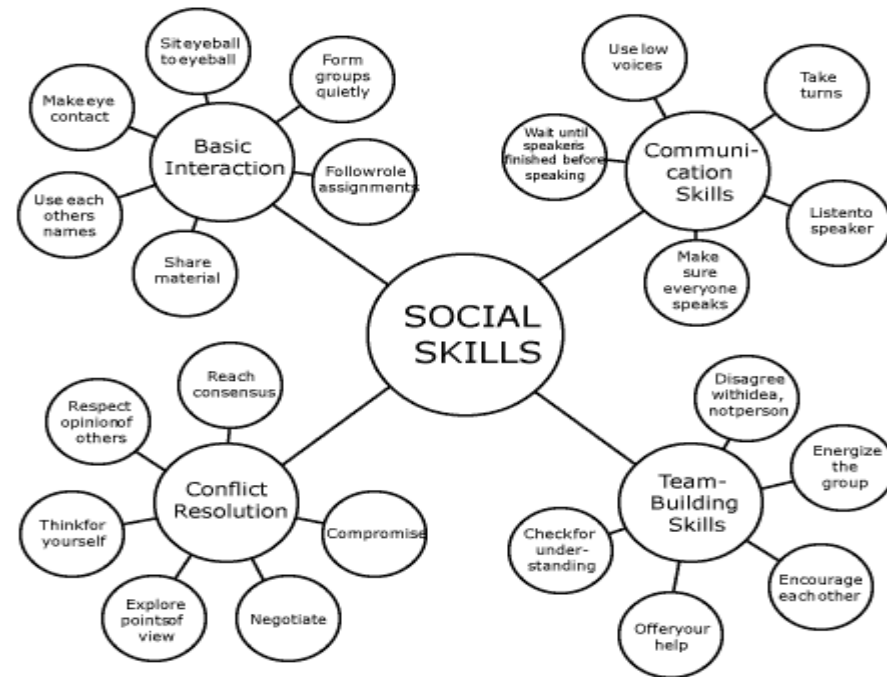 SOCIAL
SKILLS
Basic
Interaction
Siteyeball
toeyeball
Form
groups
quietly
Makeeye
contact
Followrole
assignments
Use each
others
names
Share
material
Communi-
cation
Skills
Use low
voices
Take
turns
Wait until
speakeris
finished before
speaking
Listento
speaker
Make
sure
everyone
speaks
Conflict
Resolution
Reach
consensus
Respect
opinionof
others
Thinkfor
yourself
Compromise
Explore
pointsof
view
Negotiate
Team-
Building
Skills
Disagree
withidea,
notperson
Energize
the
group
Checkfor
under-
standing
Encourage
eachother
Offeryour
help